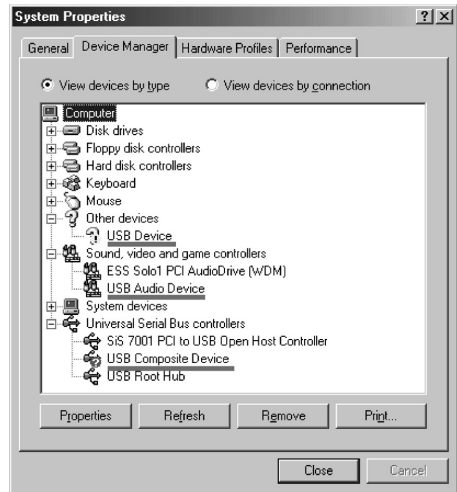 System Properties
General Device Manager Hardware Profiles Performance
View devices by type View devices by connection
Computer
Disk drives
Floppy disk controllers
Hard disk controllers
Keyboard
Mouse
Other devices
USB Device
Sound, video and game controllers
ESS Solo1 PCI AudioDrive (WDM)
USB Audio Device
System devices
Universal Serial Bus controllers
SiS 7001 PCI to USB Open Host Controller
USB Composite Device
USB Root Hub
Properties Refresh Remove Print...
Close Cancel